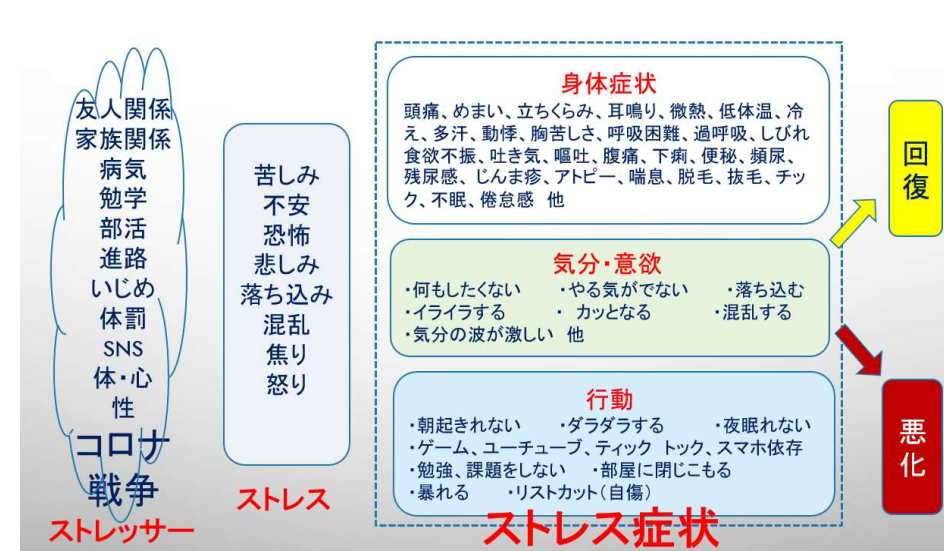 友人関係
家族関係
病気
勉学
部活
進路
いじめ
体罰
SNS
体・心
性
コロナ
戦争
ストレッサー
苦しみ
不安
恐怖
悲しみ
落ち込み
混乱
焦り
怒り
ストレス
身体症状
頭痛、めまい、立ちくらみ、耳鳴り、微熱、低体温、冷
え、多汗、動悸、胸苦しさ、呼吸困難、過呼吸、しびれ
食欲不振、吐き気、嘔吐、腹痛、下痢、便秘、頻尿、
残尿感、じんま疹、アトピー、喘息、脱毛、抜毛、チッ
ク、不眠、倦怠感 他
気分・意欲
・何もしたくない ・やる気がでない ・落ち込む
・イライラする ・カッとなる ・混乱する
・気分の波が激しい 他
行動
・朝起きれない ・ダラダラする ・夜眠れない
・ゲーム、ユーチューブ、ティック トック、スマホ依存
・勉強、課題をしない ・部屋に閉じこもる
・暴れる ・リストカット(自傷)
ストレス症状
回復
悪化